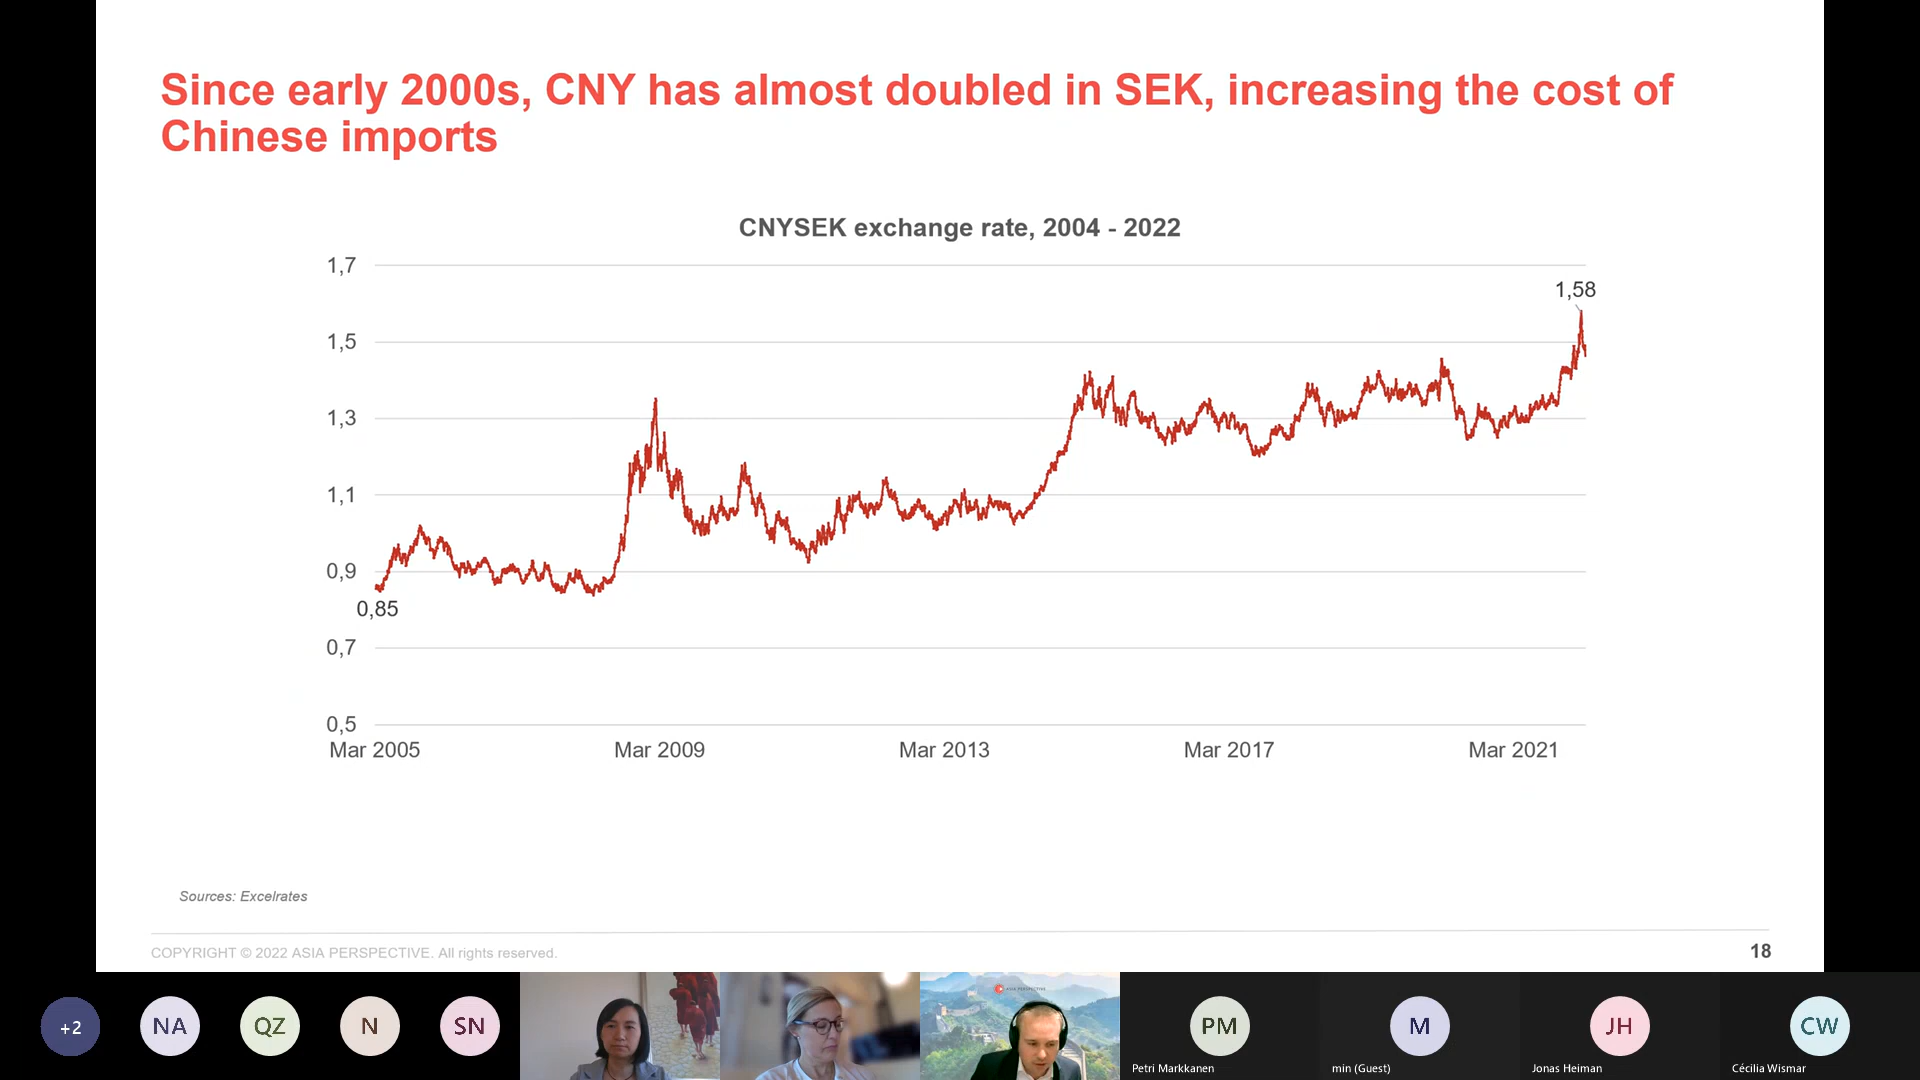 Since early 2000s, CNY has almost doubled in SEK, increasing the cost of
Chinese imports
CNYSEK exchange rate, 2004 - 2022
1,7
1,58
1,5
1,3
1,1
0,9
0,85
0,7
0,5
Mar 2005 Mar 2009 Mar 2013 Mar 2017 Mar 2021
Sources: Excelrates
COPYRIGHT © 2022 ASIA PERSPECTIVE. All rights reserved.
18
ASIA PERSPECTIVE
+2 NA QZ N SN PM M JH CW
Petri Markkanen min (Guest) Jonas Heiman Cécilia Wismar